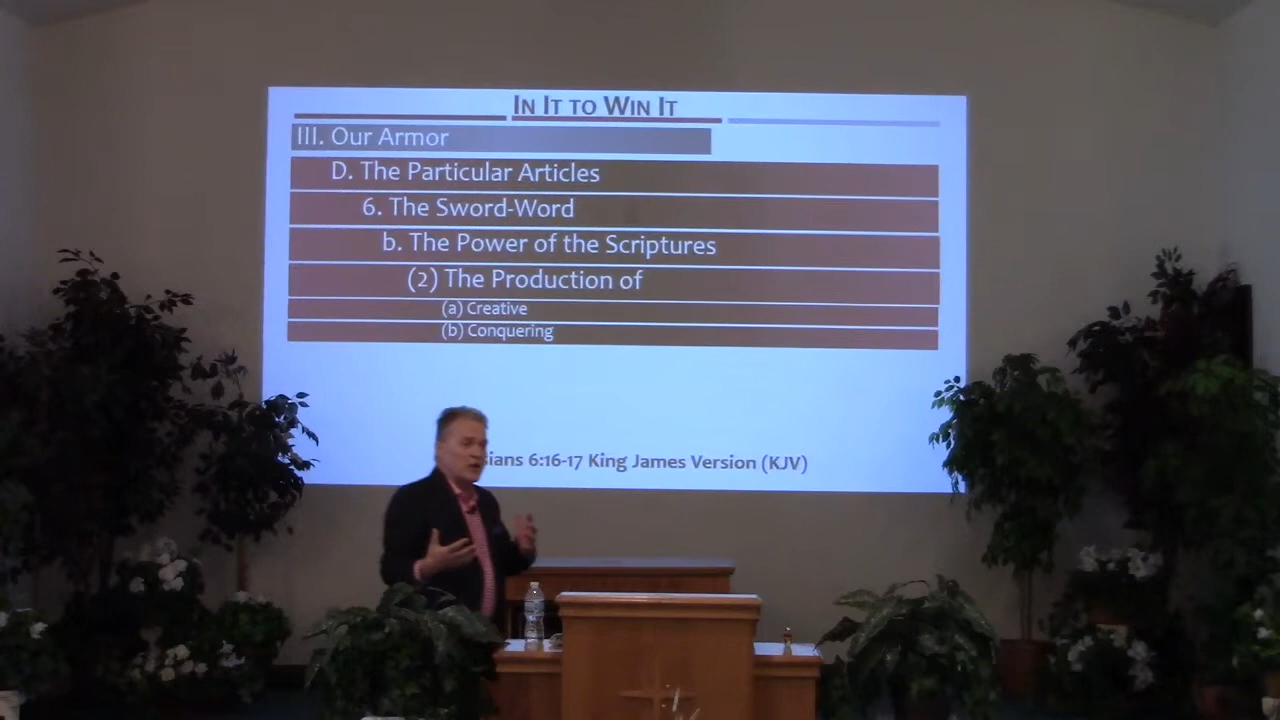 IN IT TO WIN IT
III. Our Armor
D. The Particular Articles
6. The Sword-Word
b. The Power of the Scriptures
(2) The Production of
(a) Creative
(b) Conquering
6:16-17 King James Version (KJV)